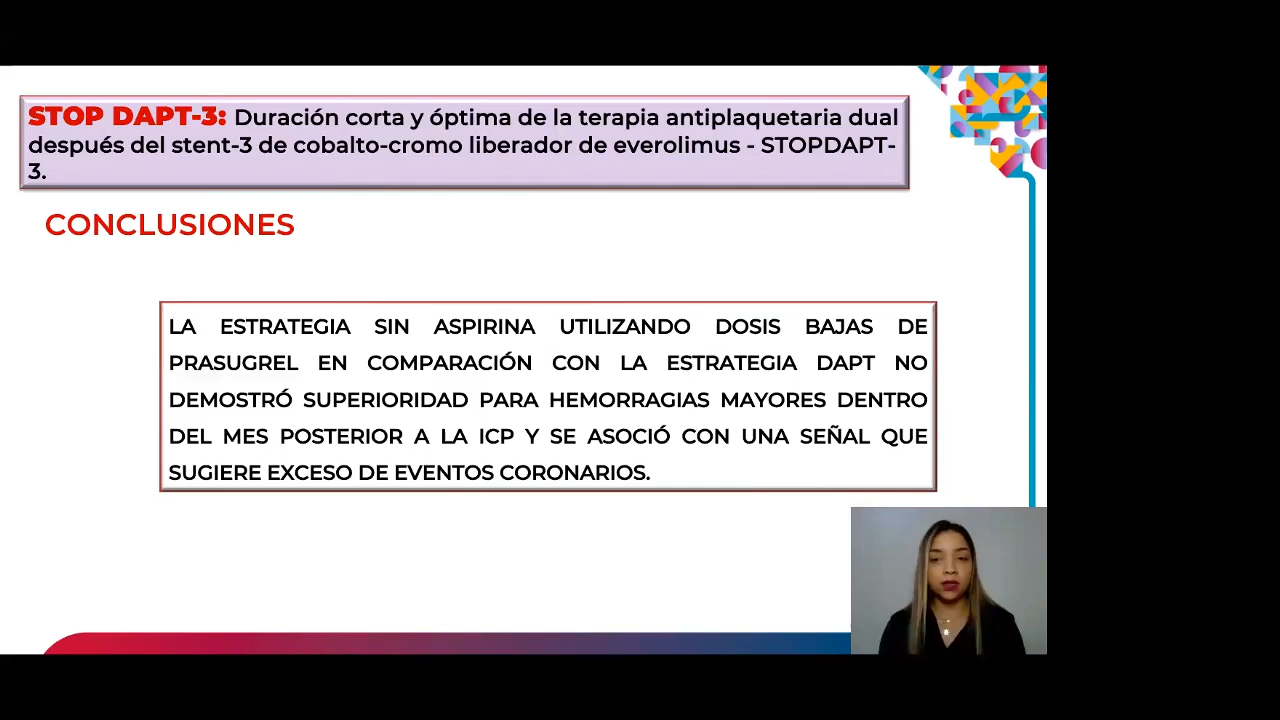 STOP DAPT-3: Duración corta y óptima de la terapia antiplaquetaria dual
después del stent-3 de cobalto-cromo liberador de everolimus - STOPDAPT-
3.
CONCLUSIONES
LA ESTRATEGIA SIN ASPIRINA UTILIZANDO DOSIS BAJAS DE
PRASUGREL EN COMPARACIÓN CON LA ESTRATEGIA DAPT NO
DEMOSTRÓ SUPERIORIDAD PARA HEMORRAGIAS MAYORES DENTRO
DEL MES POSTERIOR A LA ICP Y SE ASOCIÓ CON UNA SEÑAL QUE
SUGIERE EXCESO DE EVENTOS CORONARIOS.